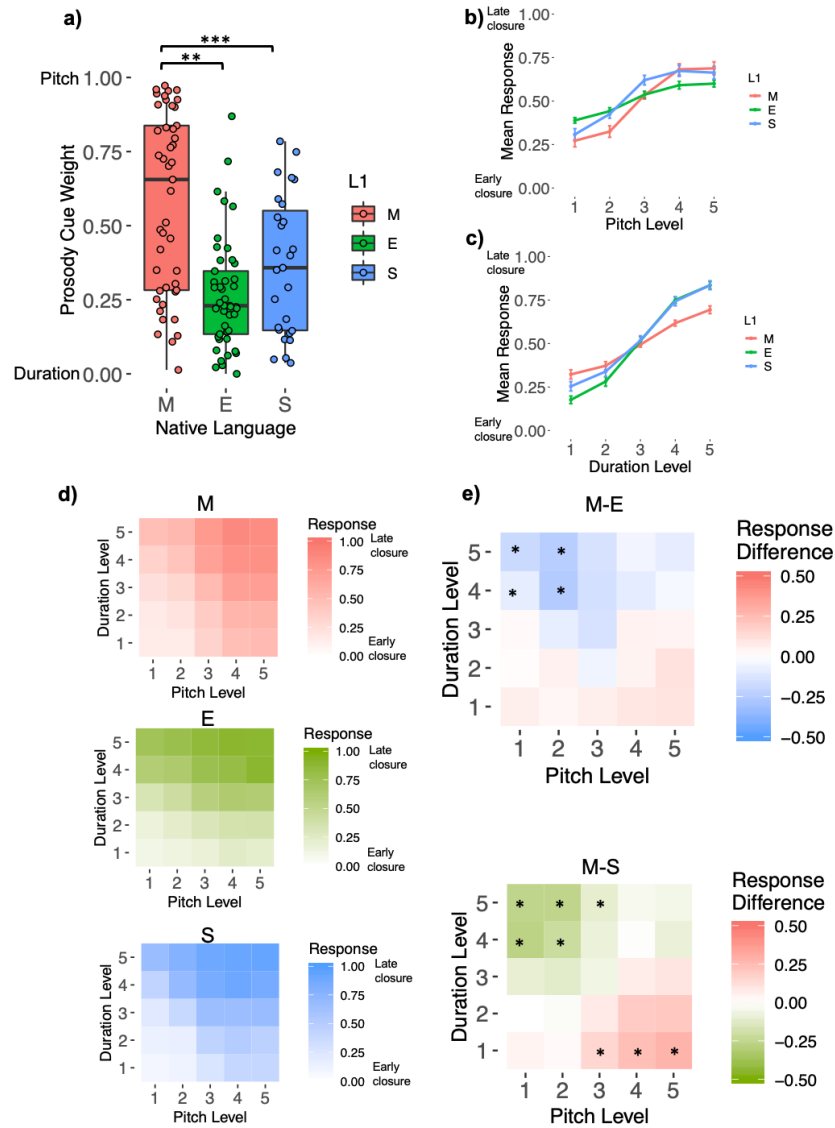 a)
***
**
Pitch 1.00
0.75
0.50
0.25
Duration 0.00
Prosody Cue Weight
M E S
Native Language
L1
M
E
S
b)
Late closure
1.00
0.75
0.50
0.25
0.00
Early closure
Mean Response
1 2 3 4 5
Pitch Level
L1
M
E
S
c)
Late closure
1.00
0.75
0.50
0.25
0.00
Early closure
Mean Response
1 2 3 4 5
Duration Level
L1
M
E
S
d)
M
5
4
3
2
1
Duration Level
1 2 3 4 5
Pitch Level
Response
1.00 Late closure
0.75
0.50
0.25
0.00 Early closure
E
5
4
3
2
1
Duration Level
1 2 3 4 5
Pitch Level
Response
1.00 Late closure
0.75
0.50
0.25
0.00 Early closure
S
5
4
3
2
1
Duration Level
1 2 3 4 5
Pitch Level
Response
1.00 Late closure
0.75
0.50
0.25
0.00 Early closure
e)
M-E
5 * *
4 * *
3
2
1
Duration Level
1 2 3 4 5
Pitch Level
Response
Difference
0.50
0.25
0.00
−0.25
−0.50
M-S
5 * * *
4 * *
3
2
1 * * *
Duration Level
1 2 3 4 5
Pitch Level
Response
Difference
0.50
0.25
0.00
−0.25
−0.50